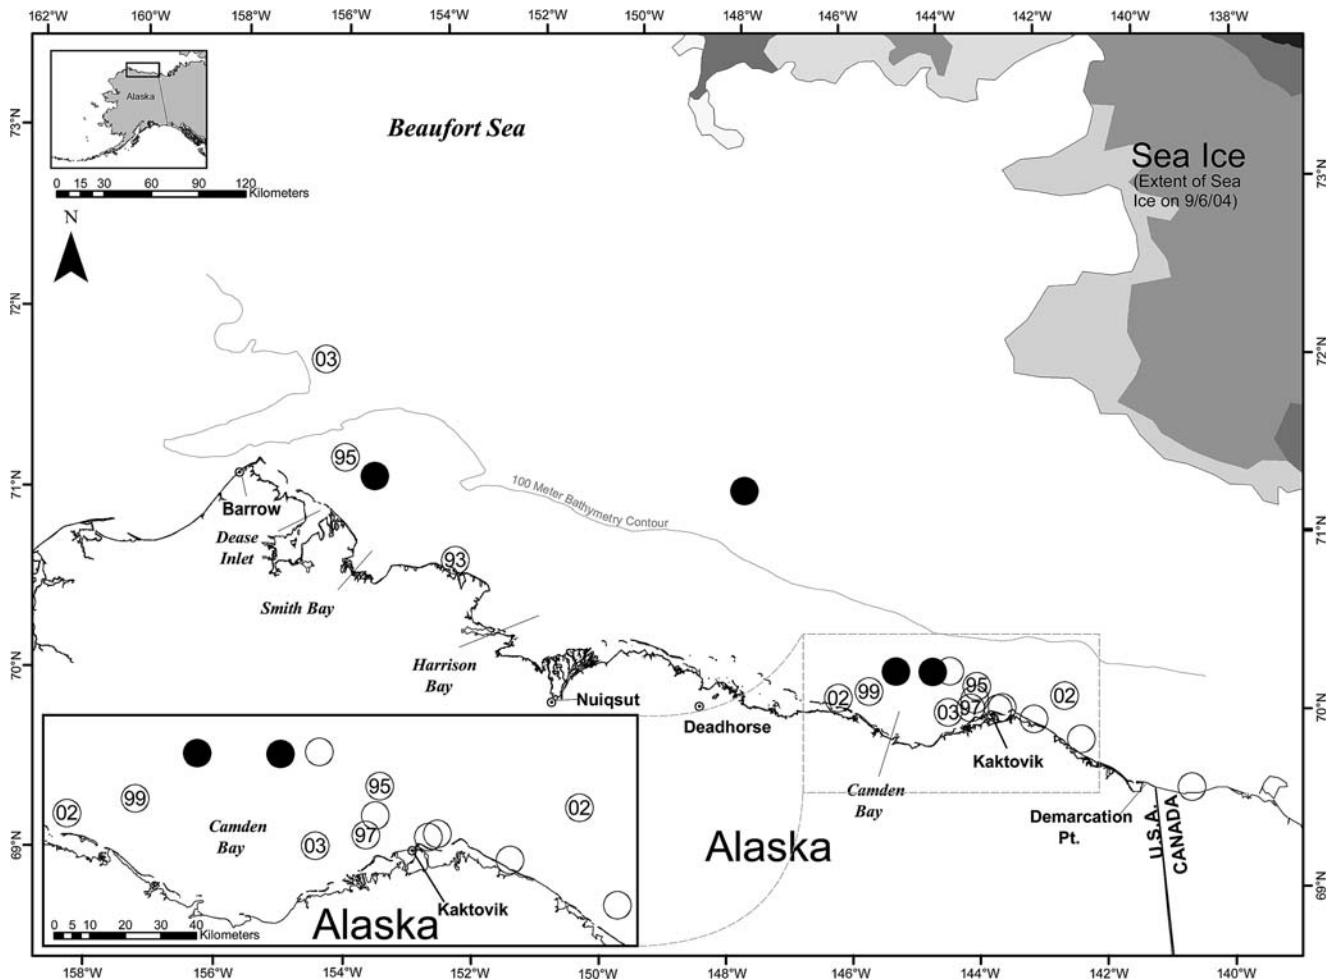 162°W 160°W 158°W 156°W 154°W 152°W 150°W 148°W 146°W 144°W 142°W 140°W 138°W
Alaska
Beaufort Sea
Sea Ice
(Extent of Sea
Ice on 9/6/04)
0 15 30 60 90 120
Kilometers
N
73°N
73°N
72°N
72°N
03
95
71°N
71°N
100 Meter Bathymetry Contour
Barrow
Dease
Inlet
93
Smith Bay
Harrison
Bay
70°N
70°N
Nuiqsut
Deadhorse
02
99
95
03
97
02
Kaktovik
Camden
Bay
Demarcation
Pt.
U.S.A.
CANADA
Alaska
69°N
69°N
02
99
95
02
Camden
Bay
03
97
Kaktovik
Alaska
0 5 10 20 30 40
Kilometers
158°W 156°W 154°W 152°W 150°W 148°W 146°W 144°W 142°W 140°W